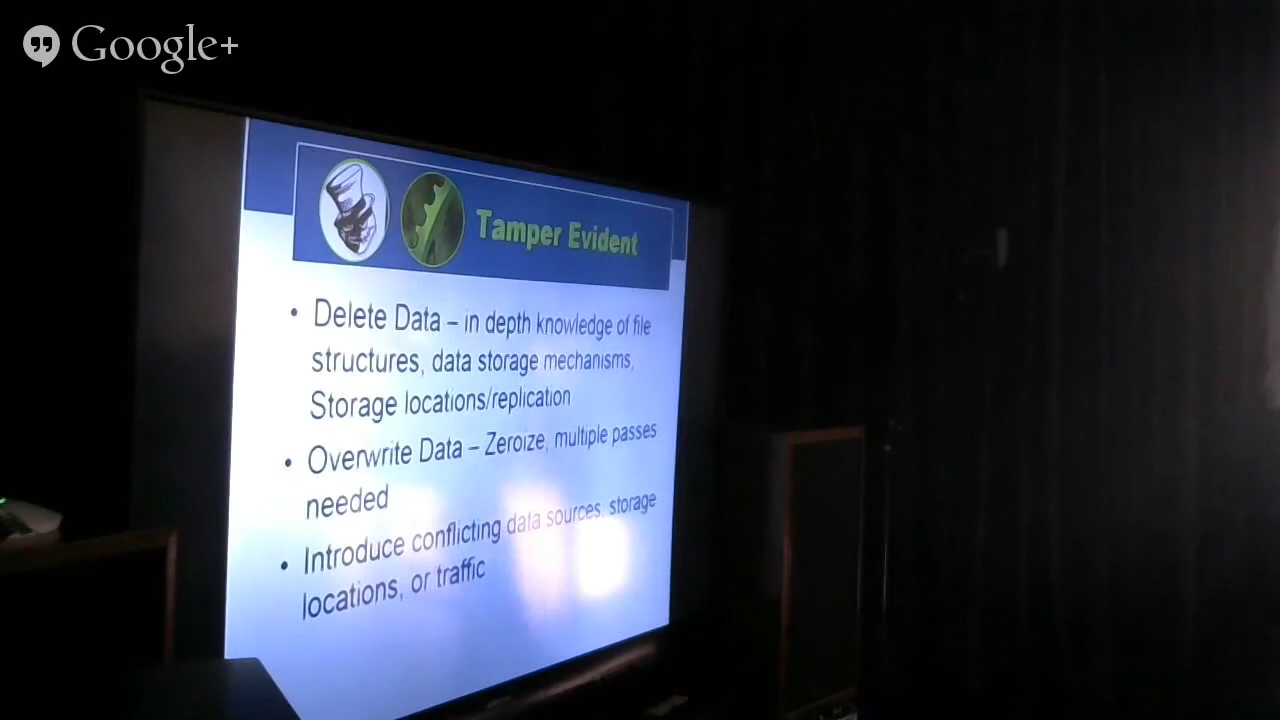 Google+
Tamper Evident
• Delete Data – in depth knowledge of file
structures, data storage mechanisms,
Storage locations/replication
• Overwrite Data – Zeroize, multiple passes
needed
• Introduce conflicting data sources, storage
locations, or traffic